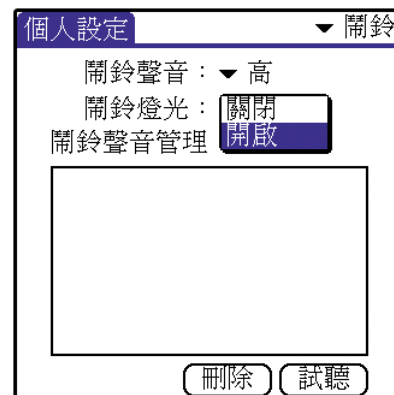 個人設定 鬧鈴
鬧鈴聲音：高
鬧鈴燈光：關閉
開啟
鬧鈴聲音管理
刪除 試聽